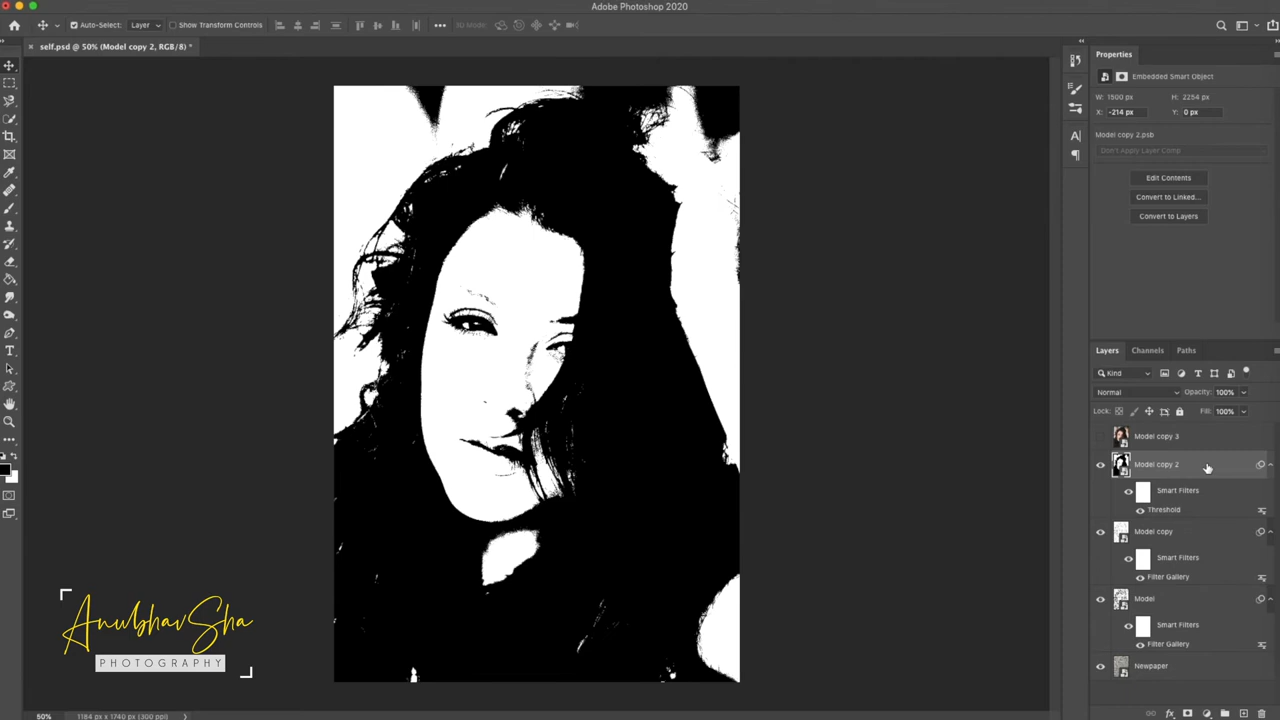 Adobe Photoshop 2020
Auto-Select: Layer Show Transform Controls
3D Mode:
self.psd @ 50% (Model copy 2, RGB/8) *
Properties
Embedded Smart Object
W: 1500 px H: 2254 px
X: -214 px Y: 0 px
Model copy 2.psb
Don't Apply Layer Comp
Edit Contents
Convert to Linked...
Convert to Layers
Layers Channels Paths
Kind
Normal Opacity: 100%
Lock: Fill: 100%
Model copy 3
Model copy 2
Smart Filters
Threshold
Model copy
Smart Filters
Filter Gallery
Model
Smart Filters
Filter Gallery
Newpaper
AnubhavSha
PHOTOGRAPHY
50% 1184 px x 1740 px (300 ppi)